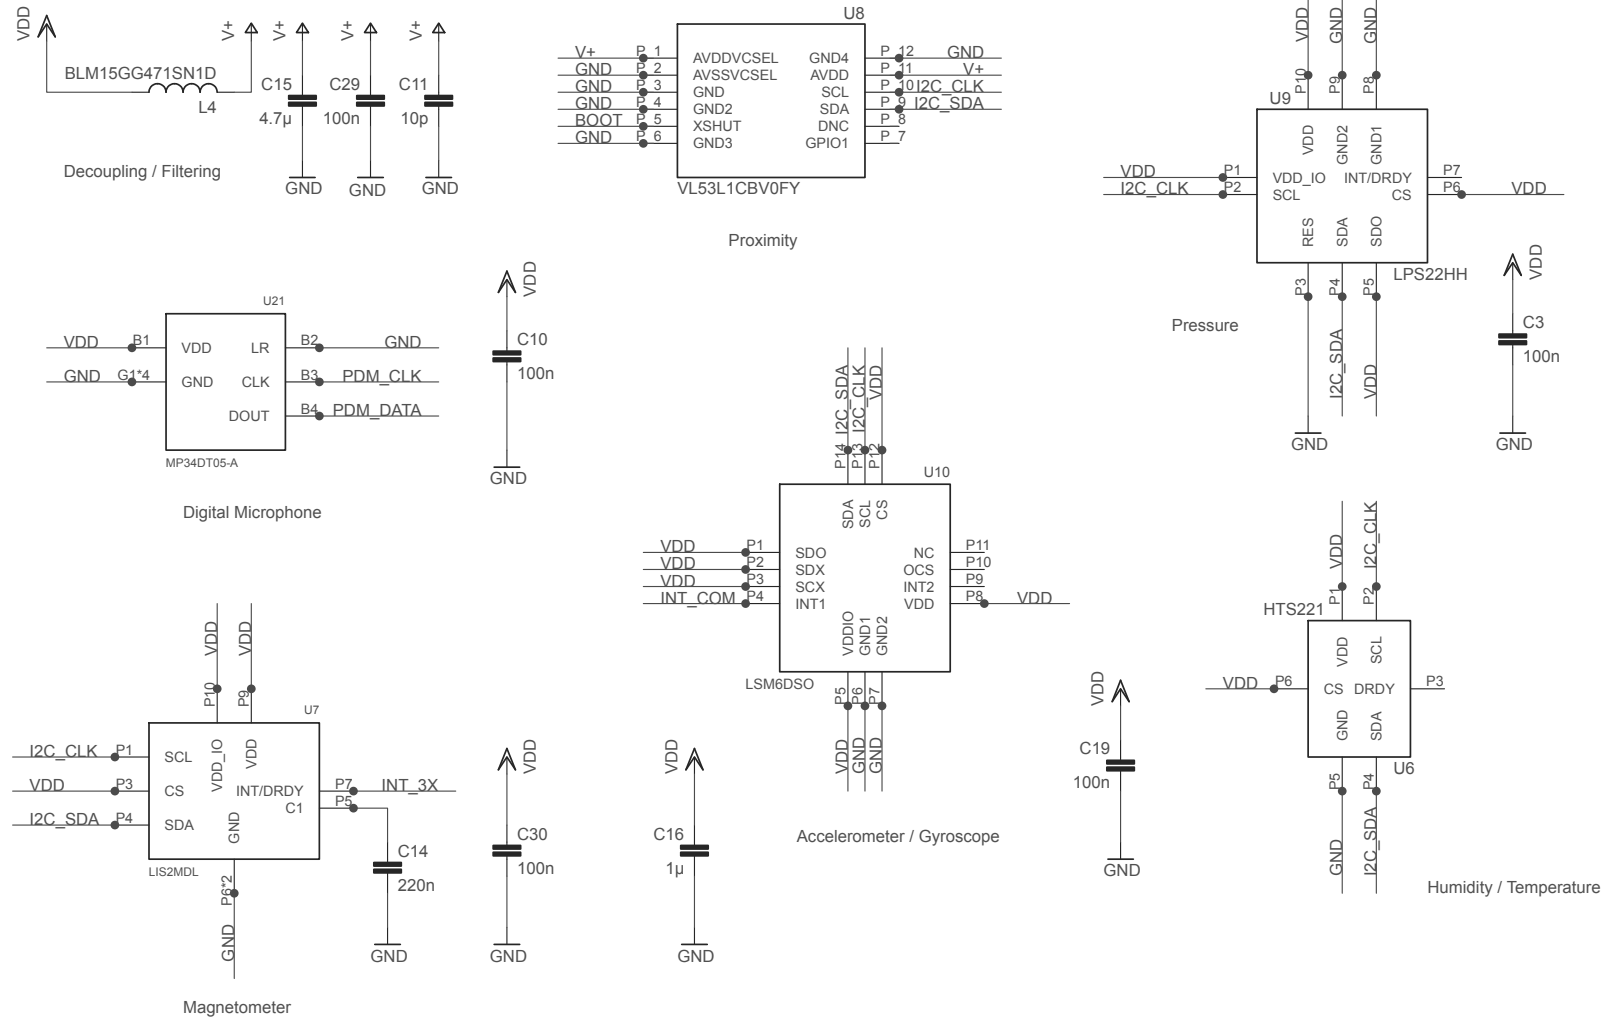 VDD
BLM15GG471SN1D
L4
V+
V+
C15
4.7µ
GND
V+
C29
100n
GND
V+
C11
10p
GND
Decoupling / Filtering
U8
V+ P 1 AVDDVCSEL GND4 P 12 GND
GND P 2 AVSSVCSEL AVDD P 11 V+
GND P 3 GND SCL P 10 I2C_CLK
GND P 4 GND2 SDA P 9 I2C_SDA
BOOT P 5 XSHUT DNC P 8
GND P 6 GND3 GPIO1 P 7
VL53L1CBV0FY
Proximity
VDD GND GND
P10 P9 P8
U9
VDD GND2 GND1
VDD P1 VDD_IO INT/DRDY P7
I2C_CLK P2 SCL CS P6 VDD
RES SDA SDO
LPS22HH
P3 P4 P5
I2C_SDA VDD
GND
Pressure
VDD
C3
100n
GND
U21
VDD B1 VDD LR B2 GND
GND G1*4 GND CLK B3 PDM_CLK
DOUT B4 PDM_DATA
MP34DT05-A
Digital Microphone
VDD
C10
100n
GND
I2C_SDA I2C_CLK VDD
P14 P13 P12
U10
SDA SCL CS
VDD P1 SDO NC P11
VDD P2 SDX OCS P10
VDD P3 SCX INT2 P9
INT_COM P4 INT1 VDD P8 VDD
VDDIO GND1 GND2
LSM6DSO
P5 P6 P7
VDD GND GND
Accelerometer / Gyroscope
VDD
C19
100n
GND
VDD I2C_CLK
P1 P2
HTS221
VDD SCL
VDD P6 CS DRDY P3
GND SDA
U6
P5 P4
GND I2C_SDA
Humidity / Temperature
VDD VDD
P10 P9
U7
VDD_IO VDD
I2C_CLK P1 SCL
VDD P3 CS INT/DRDY P7 INT_3X
C1 P5
I2C_SDA P4 SDA
GND
LIS2MDL
P6*2
GND
C14
220n
GND
Magnetometer
VDD
C30
100n
GND
VDD
C16
1µ
GND